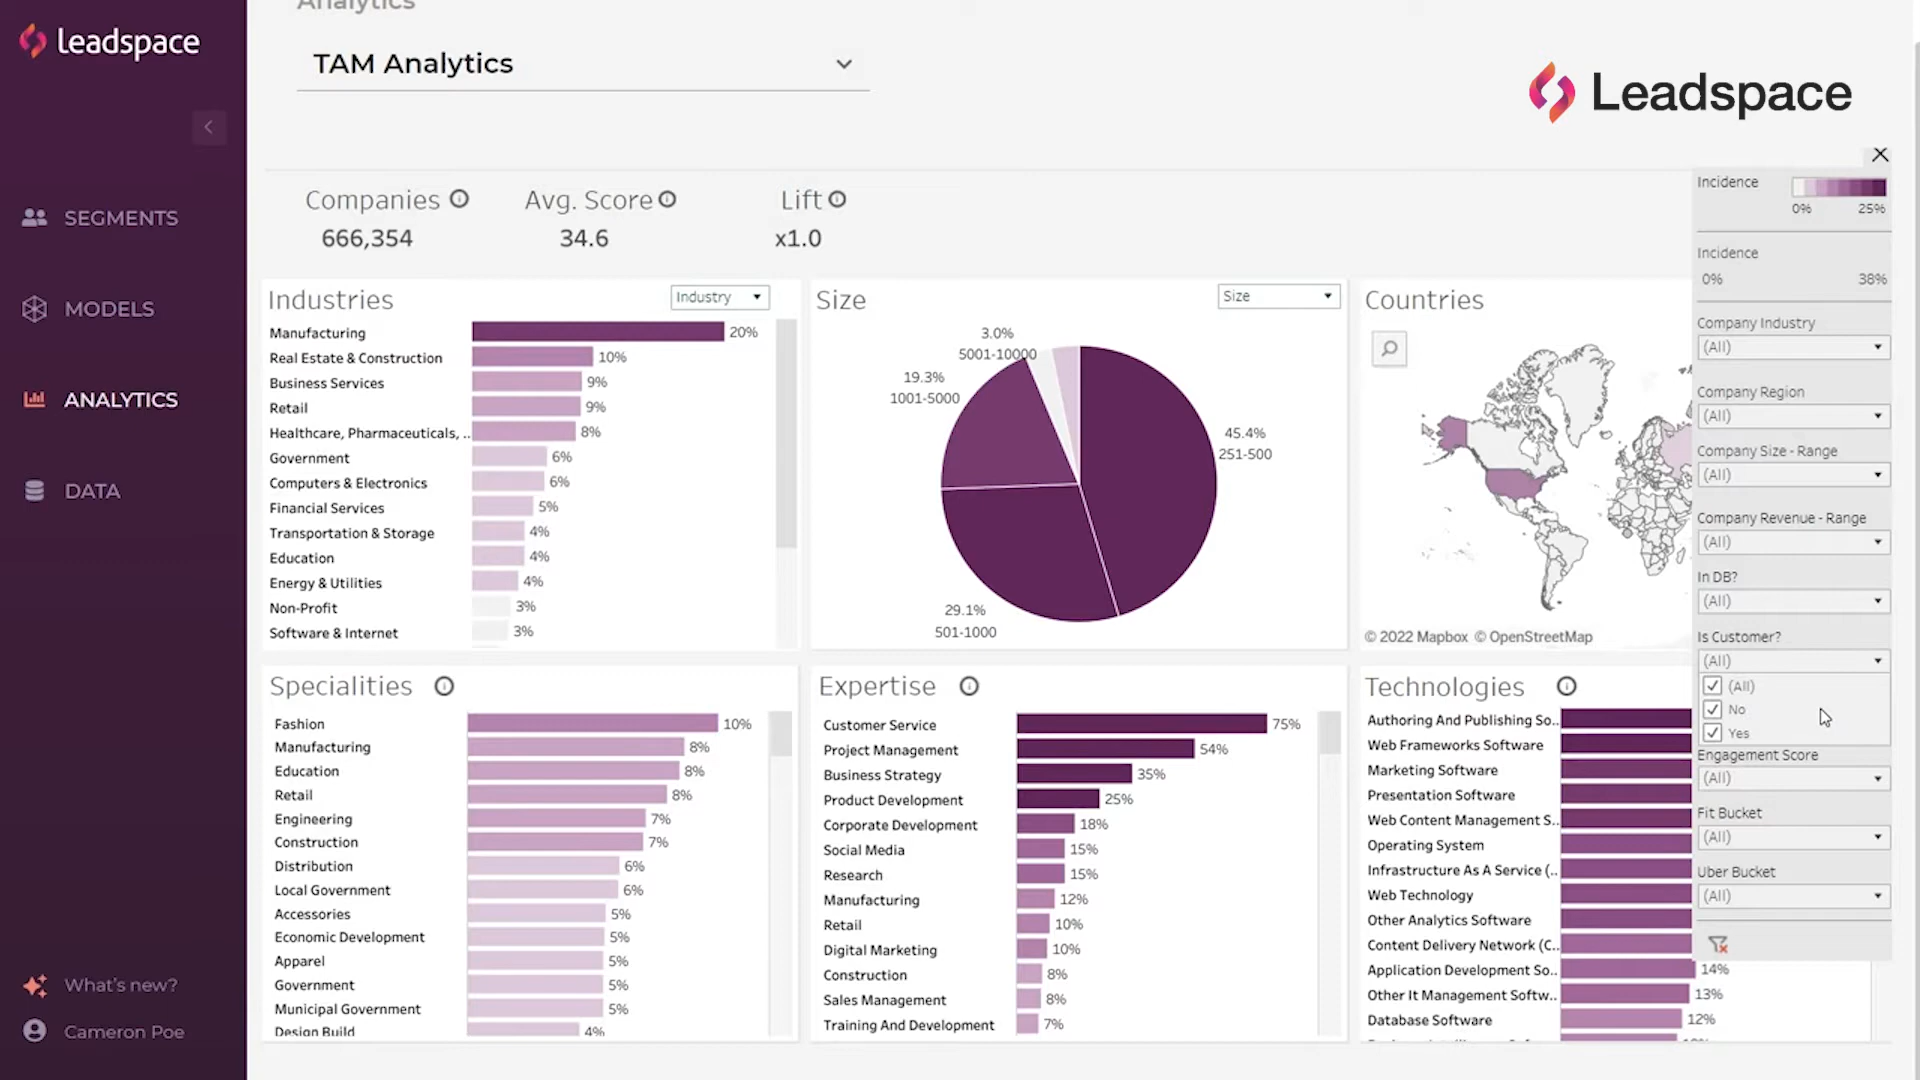 Leadspace
SEGMENTS
MODELS
ANALYTICS
DATA
What's new?
Cameron Poe
Analytics
TAM Analytics
Leadspace
Companies
666,354
Avg. Score
34.6
Lift
x1.0
Industries
Industry
Manufacturing 20%
Real Estate & Construction 10%
Business Services 9%
Retail 9%
Healthcare, Pharmaceuticals, .. 8%
Government 6%
Computers & Electronics 6%
Financial Services 5%
Transportation & Storage 4%
Education 4%
Energy & Utilities 4%
Non-Profit 3%
Software & Internet 3%
Size
Size
3.0%
5001-10000
19.3%
1001-5000
45.4%
251-500
29.1%
501-1000
Countries
© 2022 Mapbox © OpenStreetMap
Specialities
Fashion 10%
Manufacturing 8%
Education 8%
Retail 8%
Engineering 7%
Construction 7%
Distribution 6%
Local Government 6%
Accessories 5%
Economic Development 5%
Apparel 5%
Government 5%
Municipal Government 5%
Design Build 4%
Expertise
Customer Service 75%
Project Management 54%
Business Strategy 35%
Product Development 25%
Corporate Development 18%
Social Media 15%
Research 15%
Manufacturing 12%
Retail 10%
Digital Marketing 10%
Construction 8%
Sales Management 8%
Training And Development 7%
Technologies
Authoring And Publishing So..
Web Frameworks Software
Marketing Software
Presentation Software
Web Content Management S..
Operating System
Infrastructure As A Service (..
Web Technology
Other Analytics Software
Content Delivery Network (C..
Application Development So.. 14%
Other It Management Softw.. 13%
Database Software 12%
Incidence
0% 25%
Incidence
0% 38%
Company Industry
(All)
Company Region
(All)
Company Size - Range
(All)
Company Revenue - Range
(All)
In DB?
(All)
Is Customer?
(All)
(All)
No
Yes
Engagement Score
(All)
Fit Bucket
(All)
Uber Bucket
(All)